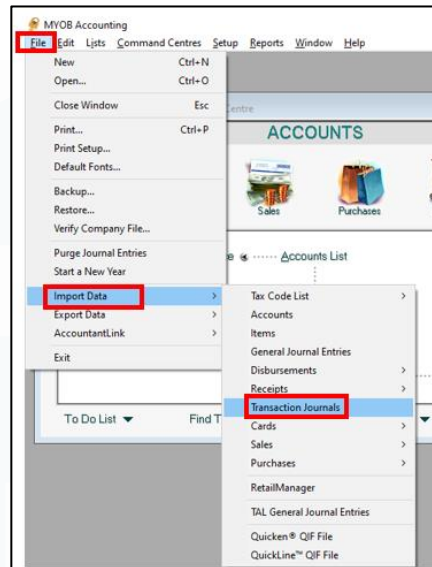 MYOB Accounting
File Edit Lists Command Centres Setup Reports Window Help
New Ctrl+N
Open... Ctrl+O
Close Window Esc
Centre
Print... Ctrl+P
ACCOUNTS
Print Setup...
Default Fonts...
Backup...
Restore...
Sales Purchases
Verify Company File...
Purge Journal Entries
Accounts List
Start a New Year
Import Data
Tax Code List
Export Data
Accounts
AccountantLink
Items
Exit
General Journal Entries
Disbursements
Receipts
To Do List Find T
Transaction Journals
Cards
Sales
Purchases
RetailManager
TAL General Journal Entries
Quicken® QIF File
QuickLine™ QIF File